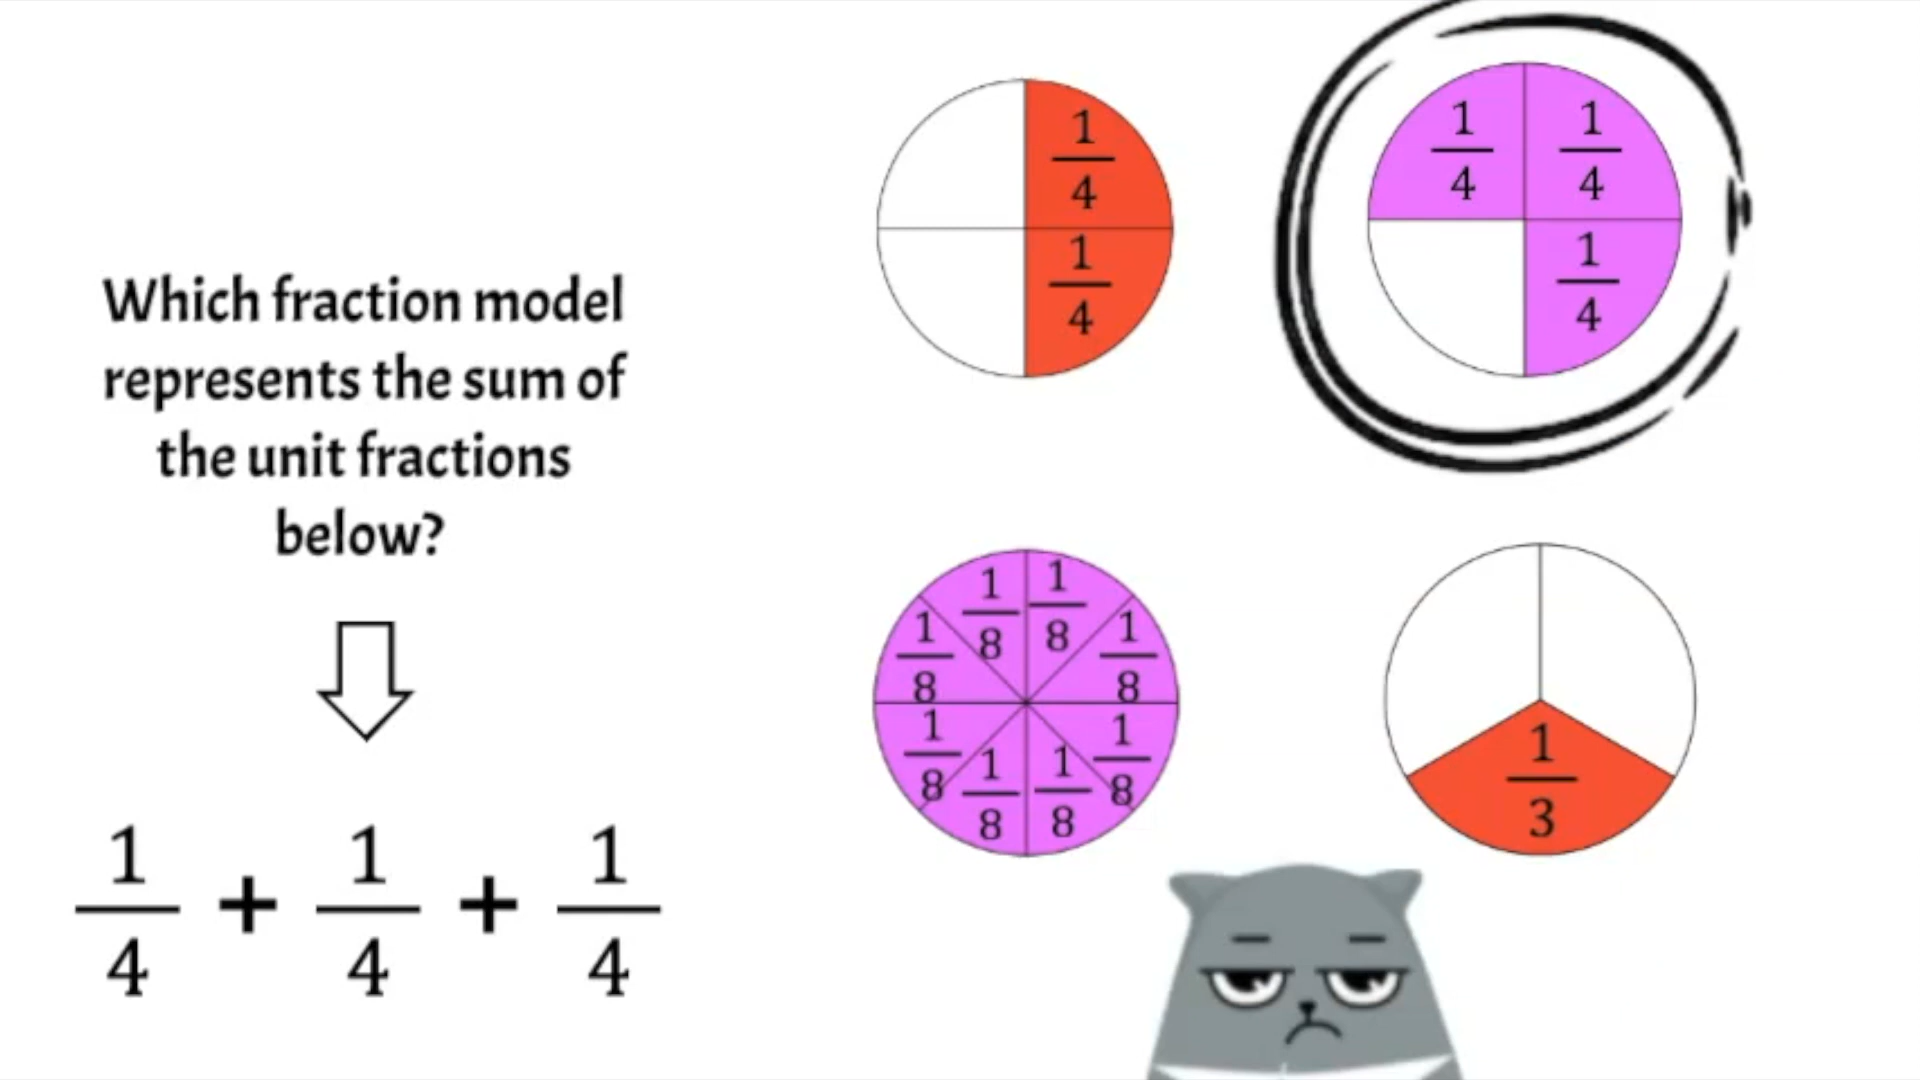 Which fraction model
represents the sum of
the unit fractions
below?
1/4 + 1/4 + 1/4
1/4
1/4
1/4 1/4
1/4
1/8 1/8
1/8 1/8
1/8 1/8
1/8 1/8
1/3